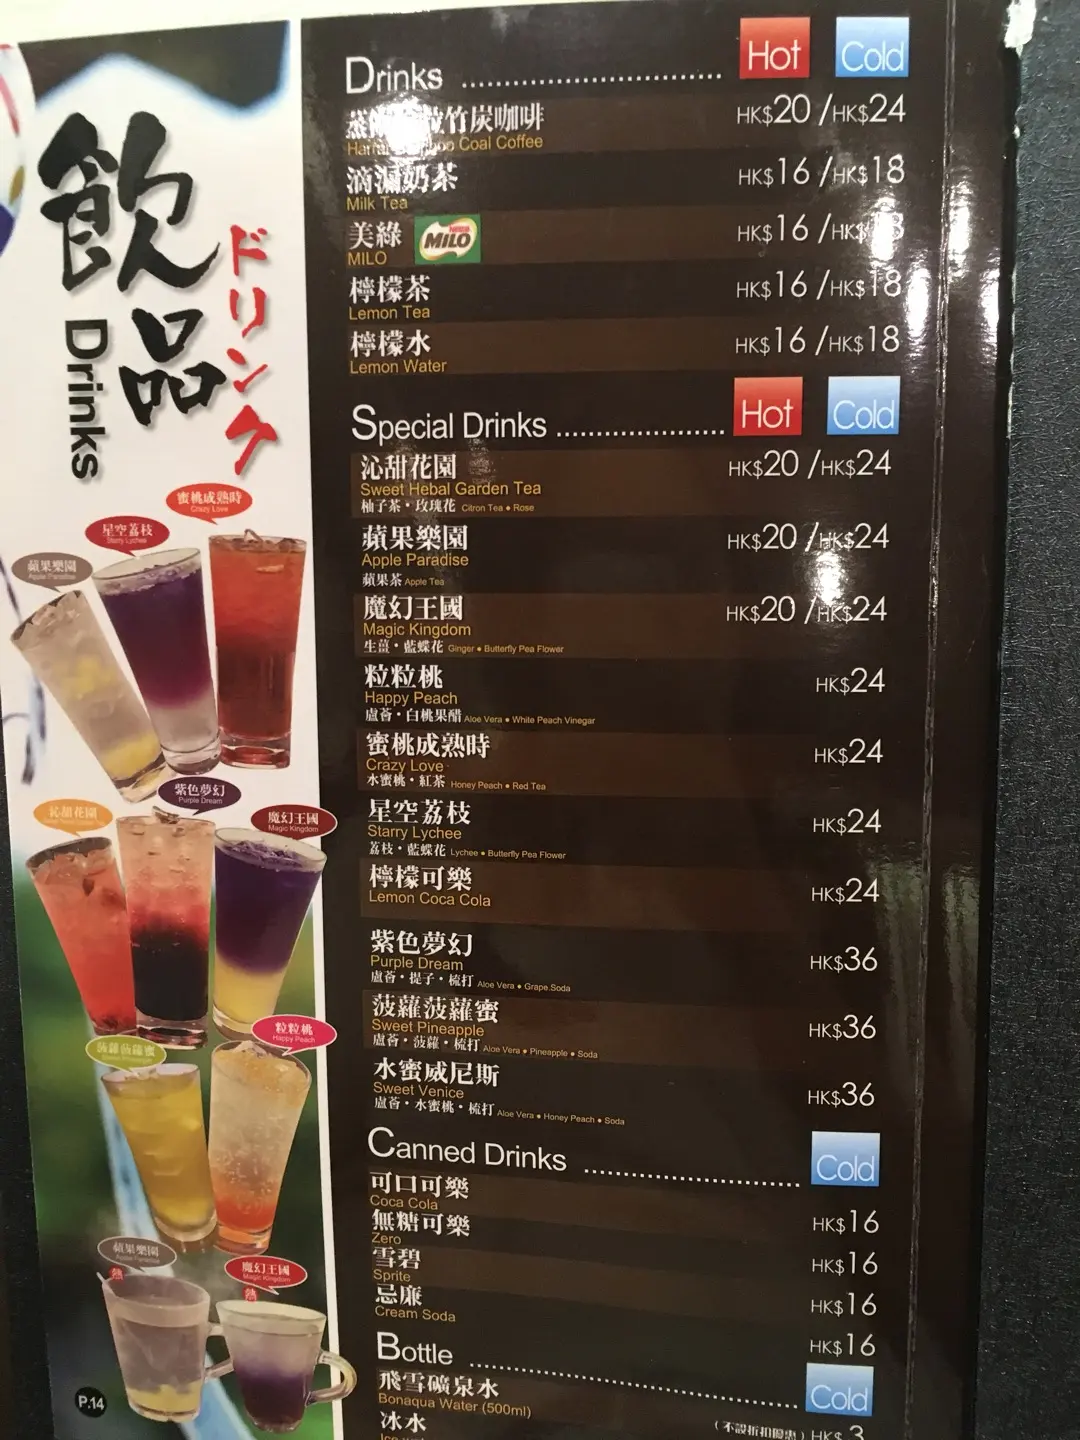 飲品
ドリンク
Drinks
蜜桃成熟時
Crazy Love
星空荔枝
Starry Lychee
蘋果樂園
Apple Paradise
紫色夢幻
Purple Dream
沁甜花園
魔幻王國
Magic Kingdom
粒粒桃
Happy Peach
菠蘿菠蘿蜜
Sweet Pineapple
蘋果樂園
Apple Paradise
熱
魔幻王國
Magic Kingdom
熱
P.14
Drinks Hot Cold
竹炭咖啡 HK$20 /HK$24
Coal Coffee
滴漏奶茶 HK$16 /HK$18
Milk Tea
美綠 Nestlé MILO HK$16 /HK$
MILO
檸檬茶 HK$16 /HK$18
Lemon Tea
檸檬水 HK$16 /HK$18
Lemon Water
Special Drinks Hot Cold
沁甜花園 HK$20 /HK$24
Sweet Hebal Garden Tea
柚子茶・玫瑰花 Citron Tea ● Rose
蘋果樂園 HK$20 /HK$24
Apple Paradise
蘋果茶 Apple Tea
魔幻王國 HK$20 /HK$24
Magic Kingdom
生薑・藍蝶花 Ginger ● Butterfly Pea Flower
粒粒桃 HK$24
Happy Peach
蘆薈・白桃果醋 Aloe Vera ● White Peach Vinegar
蜜桃成熟時 HK$24
Crazy Love
水蜜桃・紅茶 Honey Peach ● Red Tea
星空荔枝 HK$24
Starry Lychee
荔枝・藍蝶花 Lychee ● Butterfly Pea Flower
檸檬可樂 HK$24
Lemon Coca Cola
紫色夢幻 HK$36
Purple Dream
蘆薈・提子・梳打 Aloe Vera ● Grape.Soda
菠蘿菠蘿蜜 HK$36
Sweet Pineapple
蘆薈・菠蘿・梳打 Aloe Vera ● Pineapple ● Soda
水蜜威尼斯 HK$36
Sweet Venice
蘆薈・水蜜桃・梳打 Aloe Vera ● Honey Peach ● Soda
Canned Drinks Cold
可口可樂 HK$16
Coca Cola
無糖可樂 HK$16
Zero
雪碧 HK$16
Sprite
忌廉 HK$16
Cream Soda
Bottle Cold
飛雪礦泉水
Bonaqua Water (500ml)
冰水 (不設折扣優惠) HK$ 3